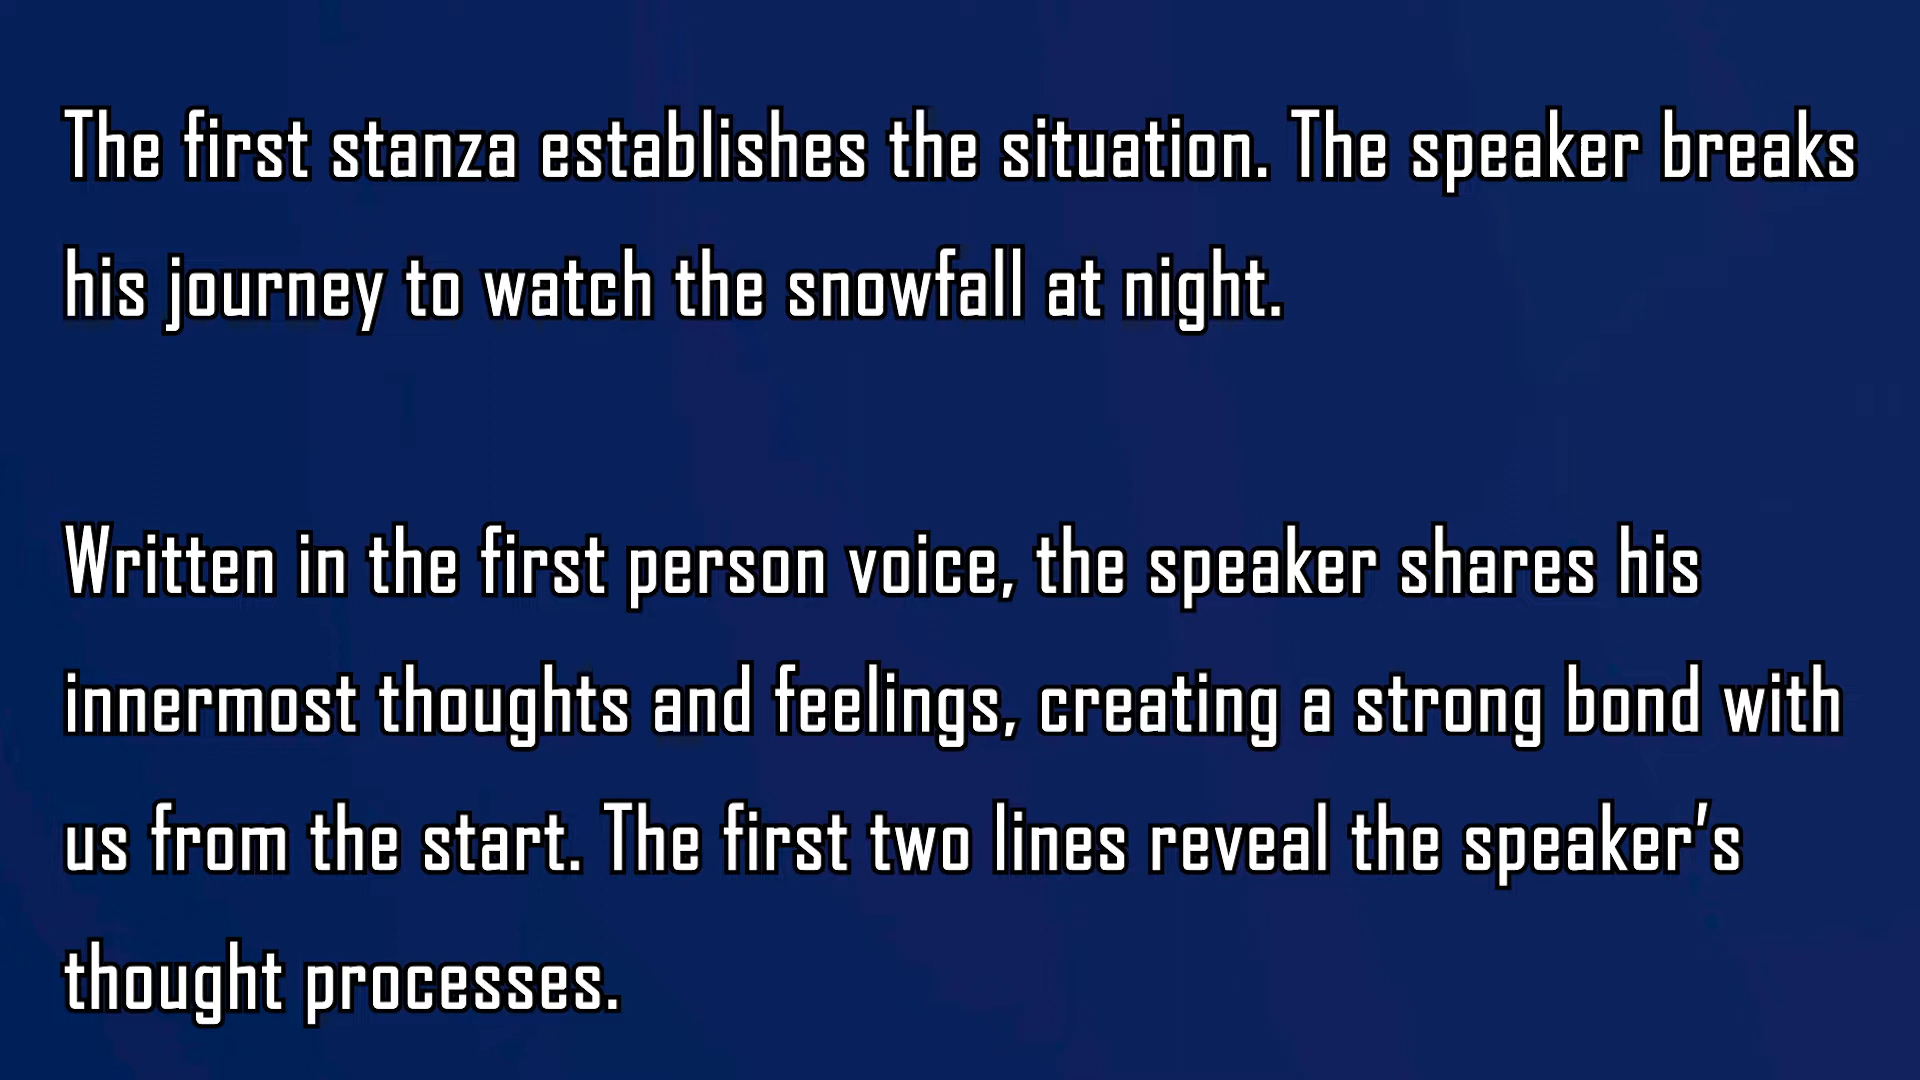 The first stanza establishes the situation. The speaker breaks
his journey to watch the snowfall at night.
Written in the first person voice, the speaker shares his
innermost thoughts and feelings, creating a strong bond with
us from the start. The first two lines reveal the speaker’s
thought processes.